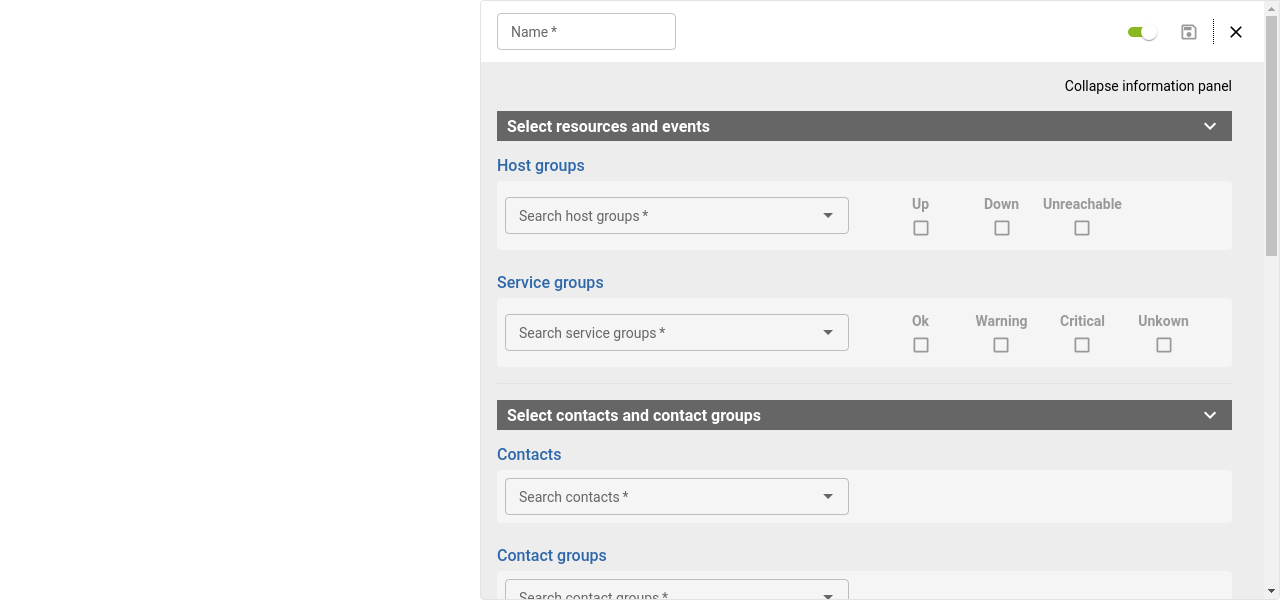 Name *
Collapse information panel
Select resources and events
Host groups
Search host groups *
Up
Down
Unreachable
Service groups
Search service groups *
Ok
Warning
Critical
Unkown
Select contacts and contact groups
Contacts
Search contacts *
Contact groups
Search contact groups *